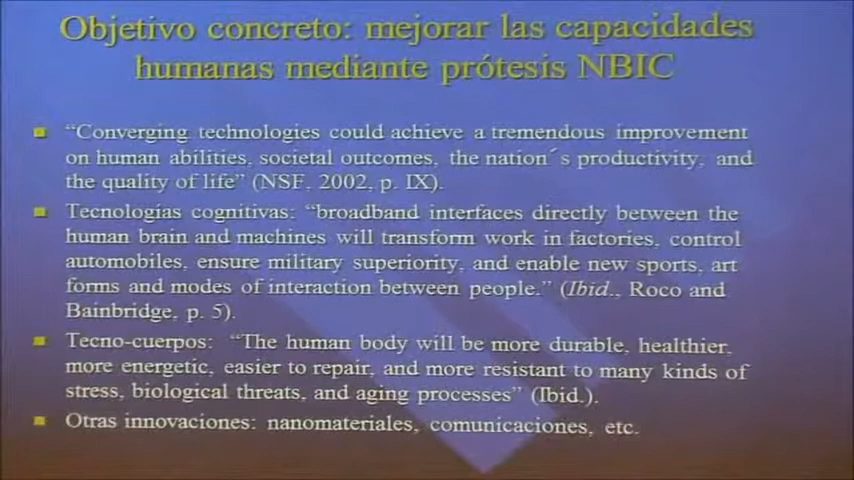 Objetivo concreto: mejorar las capacidades
humanas mediante prótesis NBIC
"Converging technologies could achieve a tremendous improvement
on human abilities, societal outcomes, the nation´s productivity, and
the quality of life" (NSF, 2002, p. IX).
Tecnologías cognitivas: "broadband interfaces directly between the
human brain and machines will transform work in factories, control
automobiles, ensure military superiority, and enable new sports, art
forms and modes of interaction between people." (Ibid., Roco and
Bainbridge, p. 5).
Tecno-cuerpos: "The human body will be more durable, healthier,
more energetic, easier to repair, and more resistant to many kinds of
stress, biological threats, and aging processes" (Ibid.).
Otras innovaciones: nanomateriales, comunicaciones, etc.